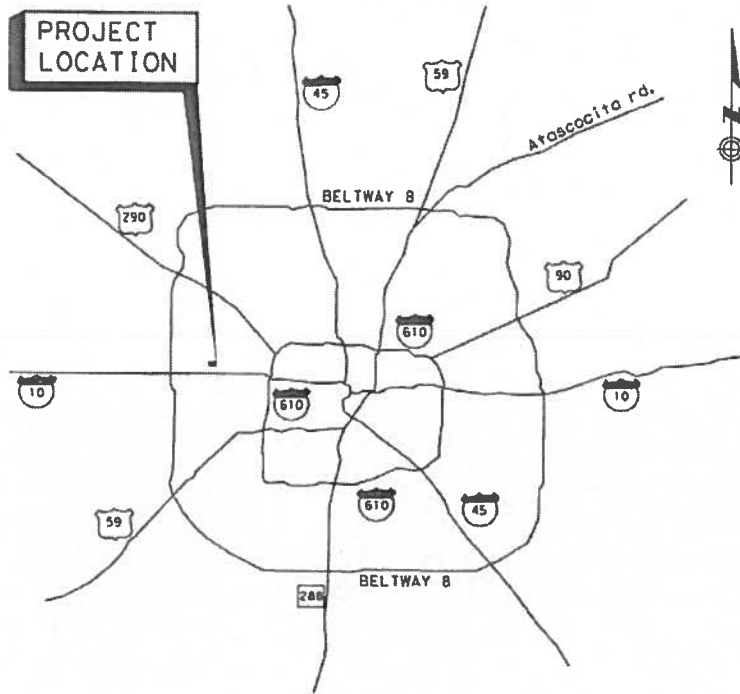 PROJECT
LOCATION
45
59
Atascocita rd.
N
BELTWAY 8
290
90
610
10
610
10
59
610
45
BELTWAY 8
288